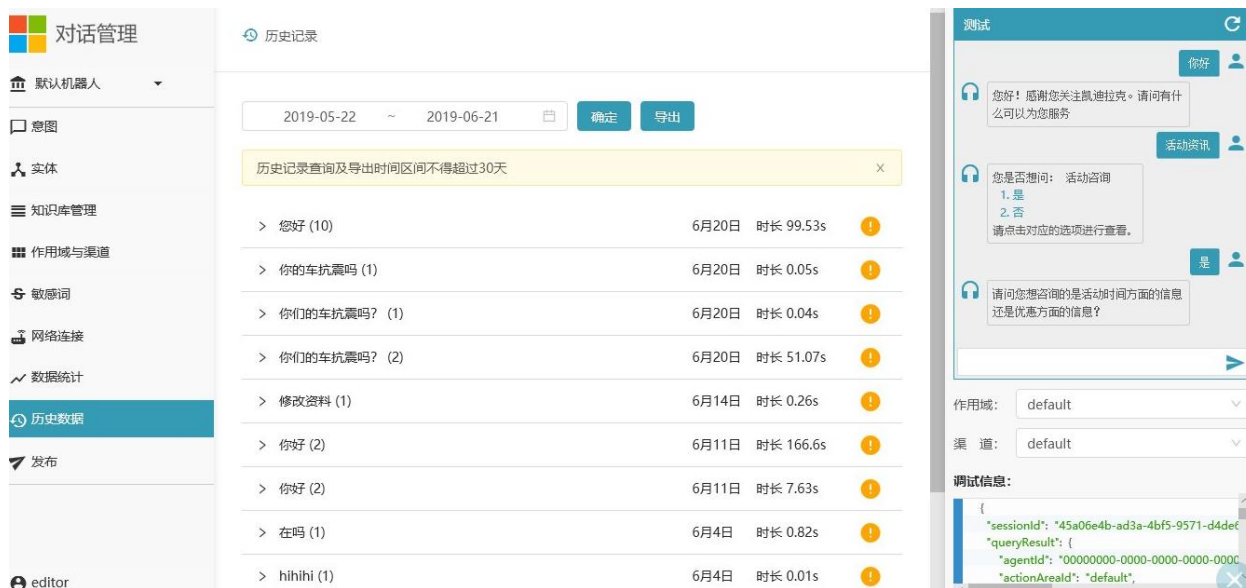 对话管理
默认机器人
意图
实体
知识库管理
作用域与渠道
敏感词
网络连接
数据统计
历史数据
发布
editor
历史记录
2019-05-22 ~ 2019-06-21 确定 导出
历史记录查询及导出时间区间不得超过30天 X
> 您好 (10) 6月20日 时长 99.53s
> 你的车抗震吗 (1) 6月20日 时长 0.05s
> 你们的车抗震吗? (1) 6月20日 时长 0.04s
> 你们的车抗震吗? (2) 6月20日 时长 51.07s
> 修改资料 (1) 6月14日 时长 0.26s
> 你好 (2) 6月11日 时长 166.6s
> 你好 (2) 6月11日 时长 7.63s
> 在吗 (1) 6月4日 时长 0.82s
> hihihi (1) 6月4日 时长 0.01s
测试
你好
您好！感谢您关注凯迪拉克。请问有什
么可以为您服务
活动资讯
您是否想问： 活动咨询
1. 是
2. 否
请点击对应的选项进行查看。
是
请问您想咨询的是活动时间方面的信息
还是优惠方面的信息？
作用域: default
渠 道: default
调试信息:
{
"sessionId": "45a06e4b-ad3a-4bf5-9571-d4de6
"queryResult": {
"agentId": "00000000-0000-0000-0000-0000
"actionAreaId": "default",